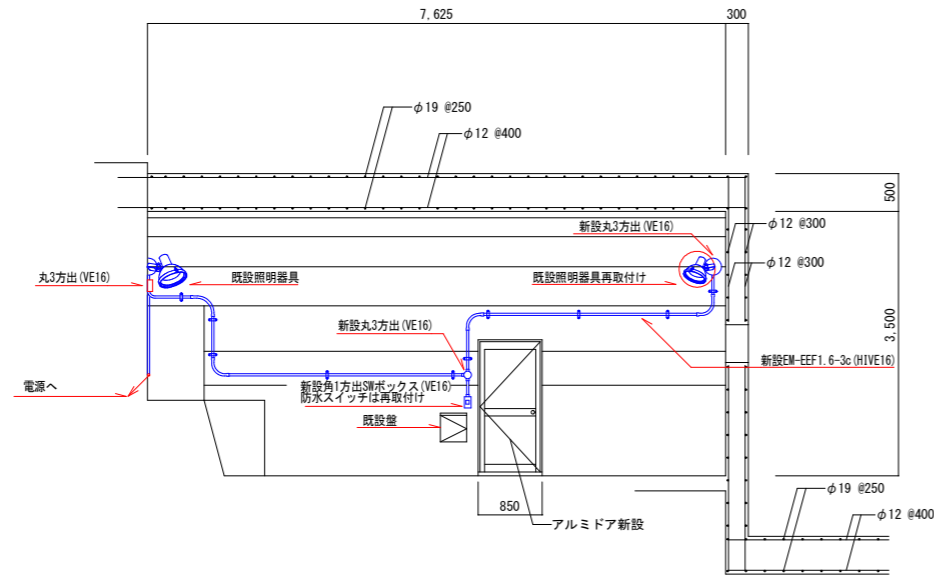 7,625
300
φ19 @250
φ12 @400
500
新設丸3方出(VE16)
φ12 @300
丸3方出(VE16)
既設照明器具
既設照明器具再取付け
φ12 @300
新設丸3方出(VE16)
3,500
新設EM-EEF1.6-3c(HIVE16)
電源へ
新設角1方出SWボックス(VE16)
防水スイッチは再取付け
既設盤
φ19 @250
850
アルミドア新設
φ12 @400